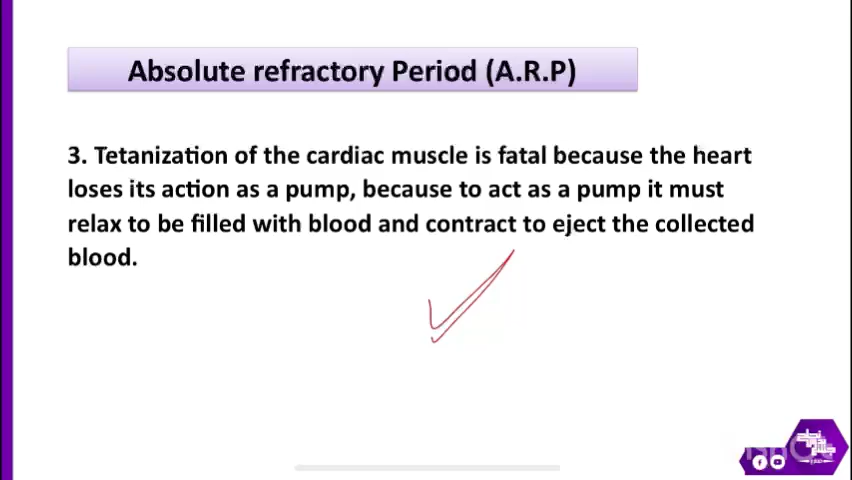 Absolute refractory Period (A.R.P)
3. Tetanization of the cardiac muscle is fatal because the heart
loses its action as a pump, because to act as a pump it must
relax to be filled with blood and contract to eject the collected
blood.